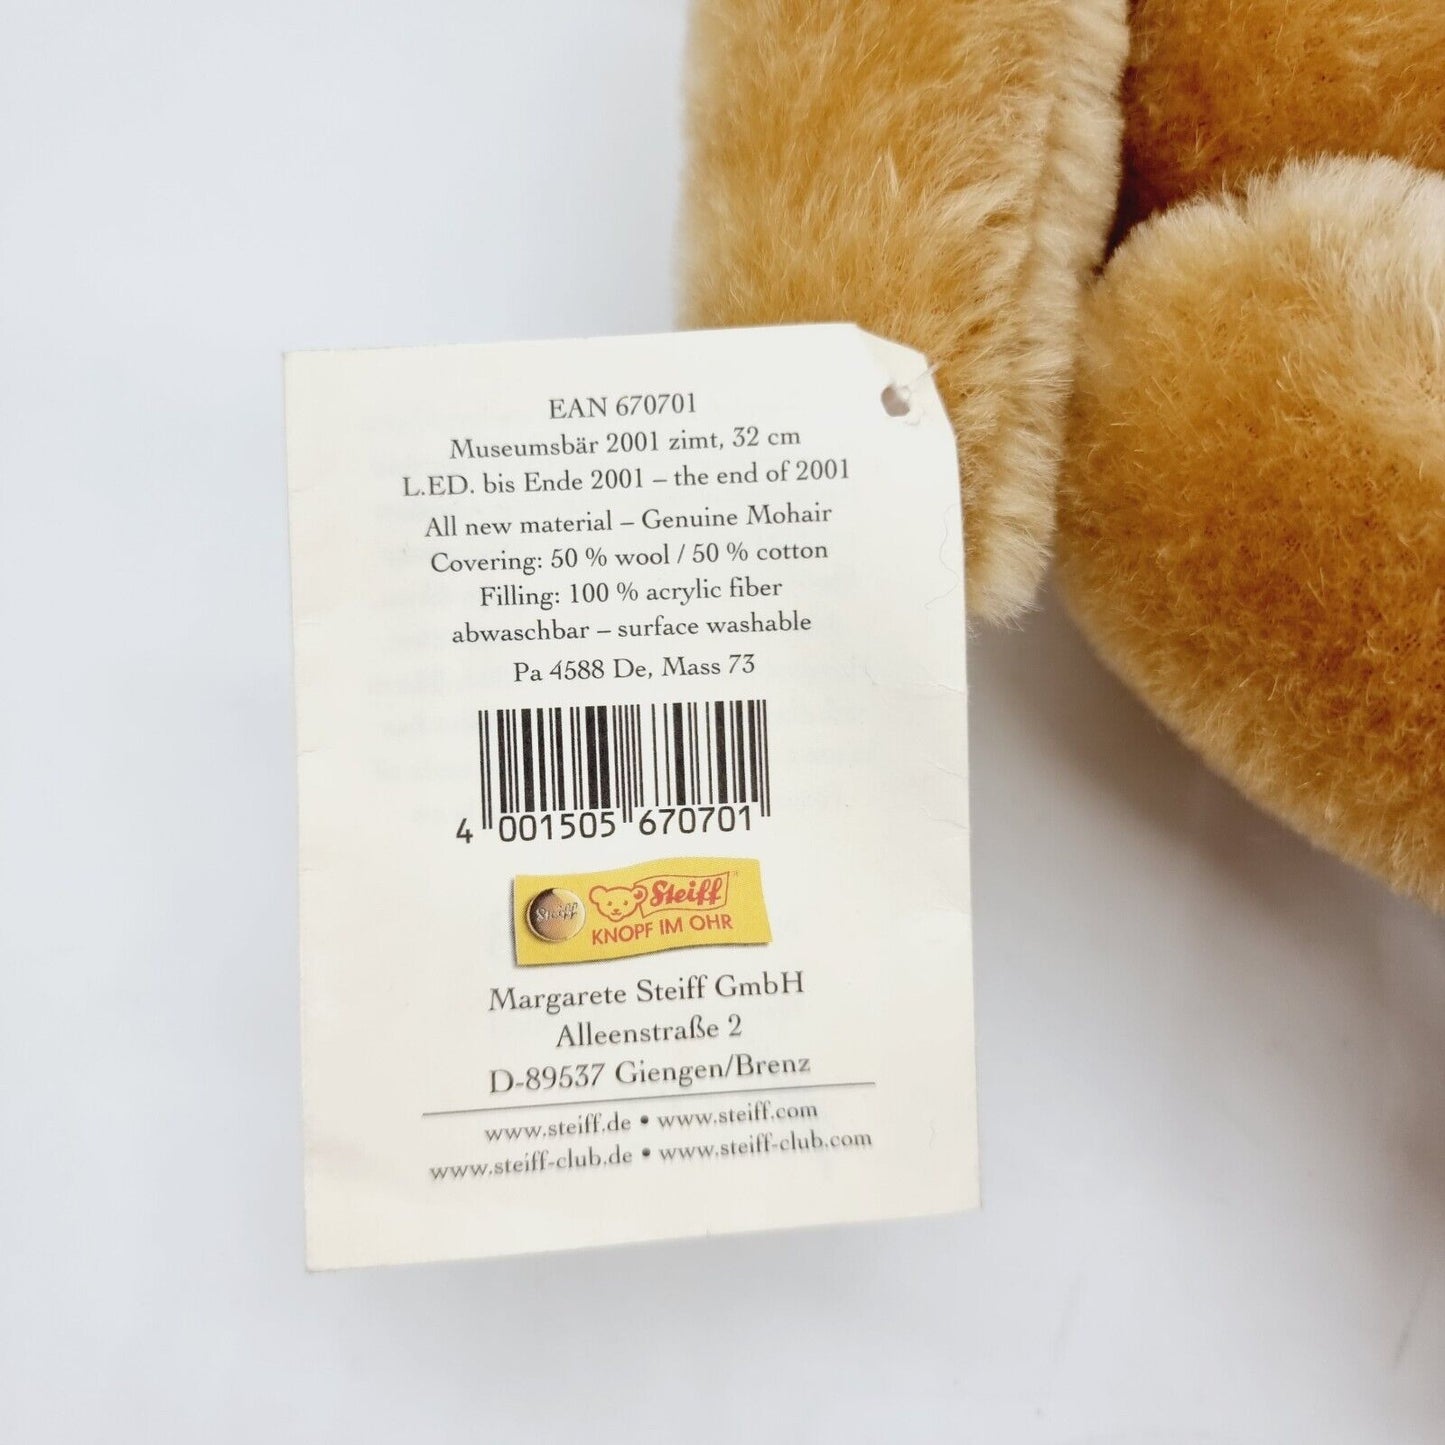 EAN 670701
Museumsbär 2001 zimt, 32 cm
L.ED. bis Ende 2001 – the end of 2001
All new material – Genuine Mohair
Covering: 50 % wool / 50 % cotton
Filling: 100 % acrylic fiber
abwaschbar – surface washable
Pa 4588 De, Mass 73
4 001505 670701
Steiff Steiff
KNOPF IM OHR
Margarete Steiff GmbH
Alleenstraße 2
D-89537 Giengen/Brenz
www.steiff.de • www.steiff.com
www.steiff-club.de • www.steiff-club.com